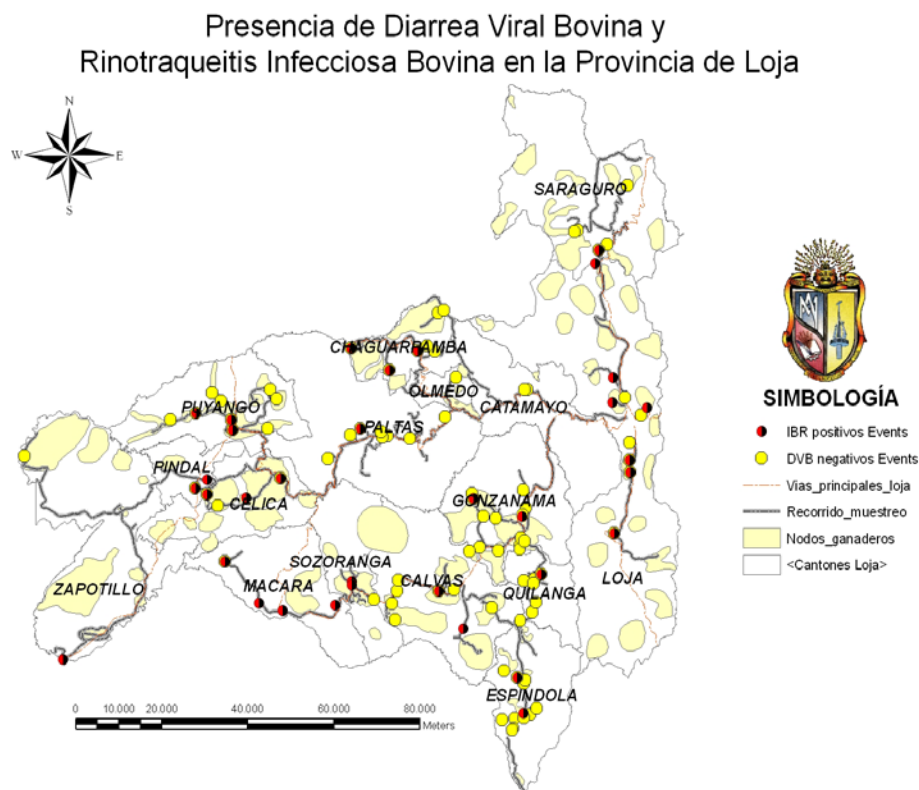 Presencia de Diarrea Viral Bovina y
Rinotraqueitis Infecciosa Bovina en la Provincia de Loja
N
W
E
S
SARAGURO
CHAGUARPAMBA
OLMEDO
CATAMAYO
PUYANGO
PALTAS
PINDAL
CELICA
GONZANAMA
ZAPOTILLO
MACARA
SOZORANGA
CALVAS
QUILANGA
LOJA
ESPINDOLA
0 10.000 20.000 40.000 60.000 80.000
Meters
SIMBOLOGÍA
IBR positivos Events
DVB negativos Events
Vias_principales_loja
Recorrido_muestreo
Nodos_ganaderos
<Cantones Loja>